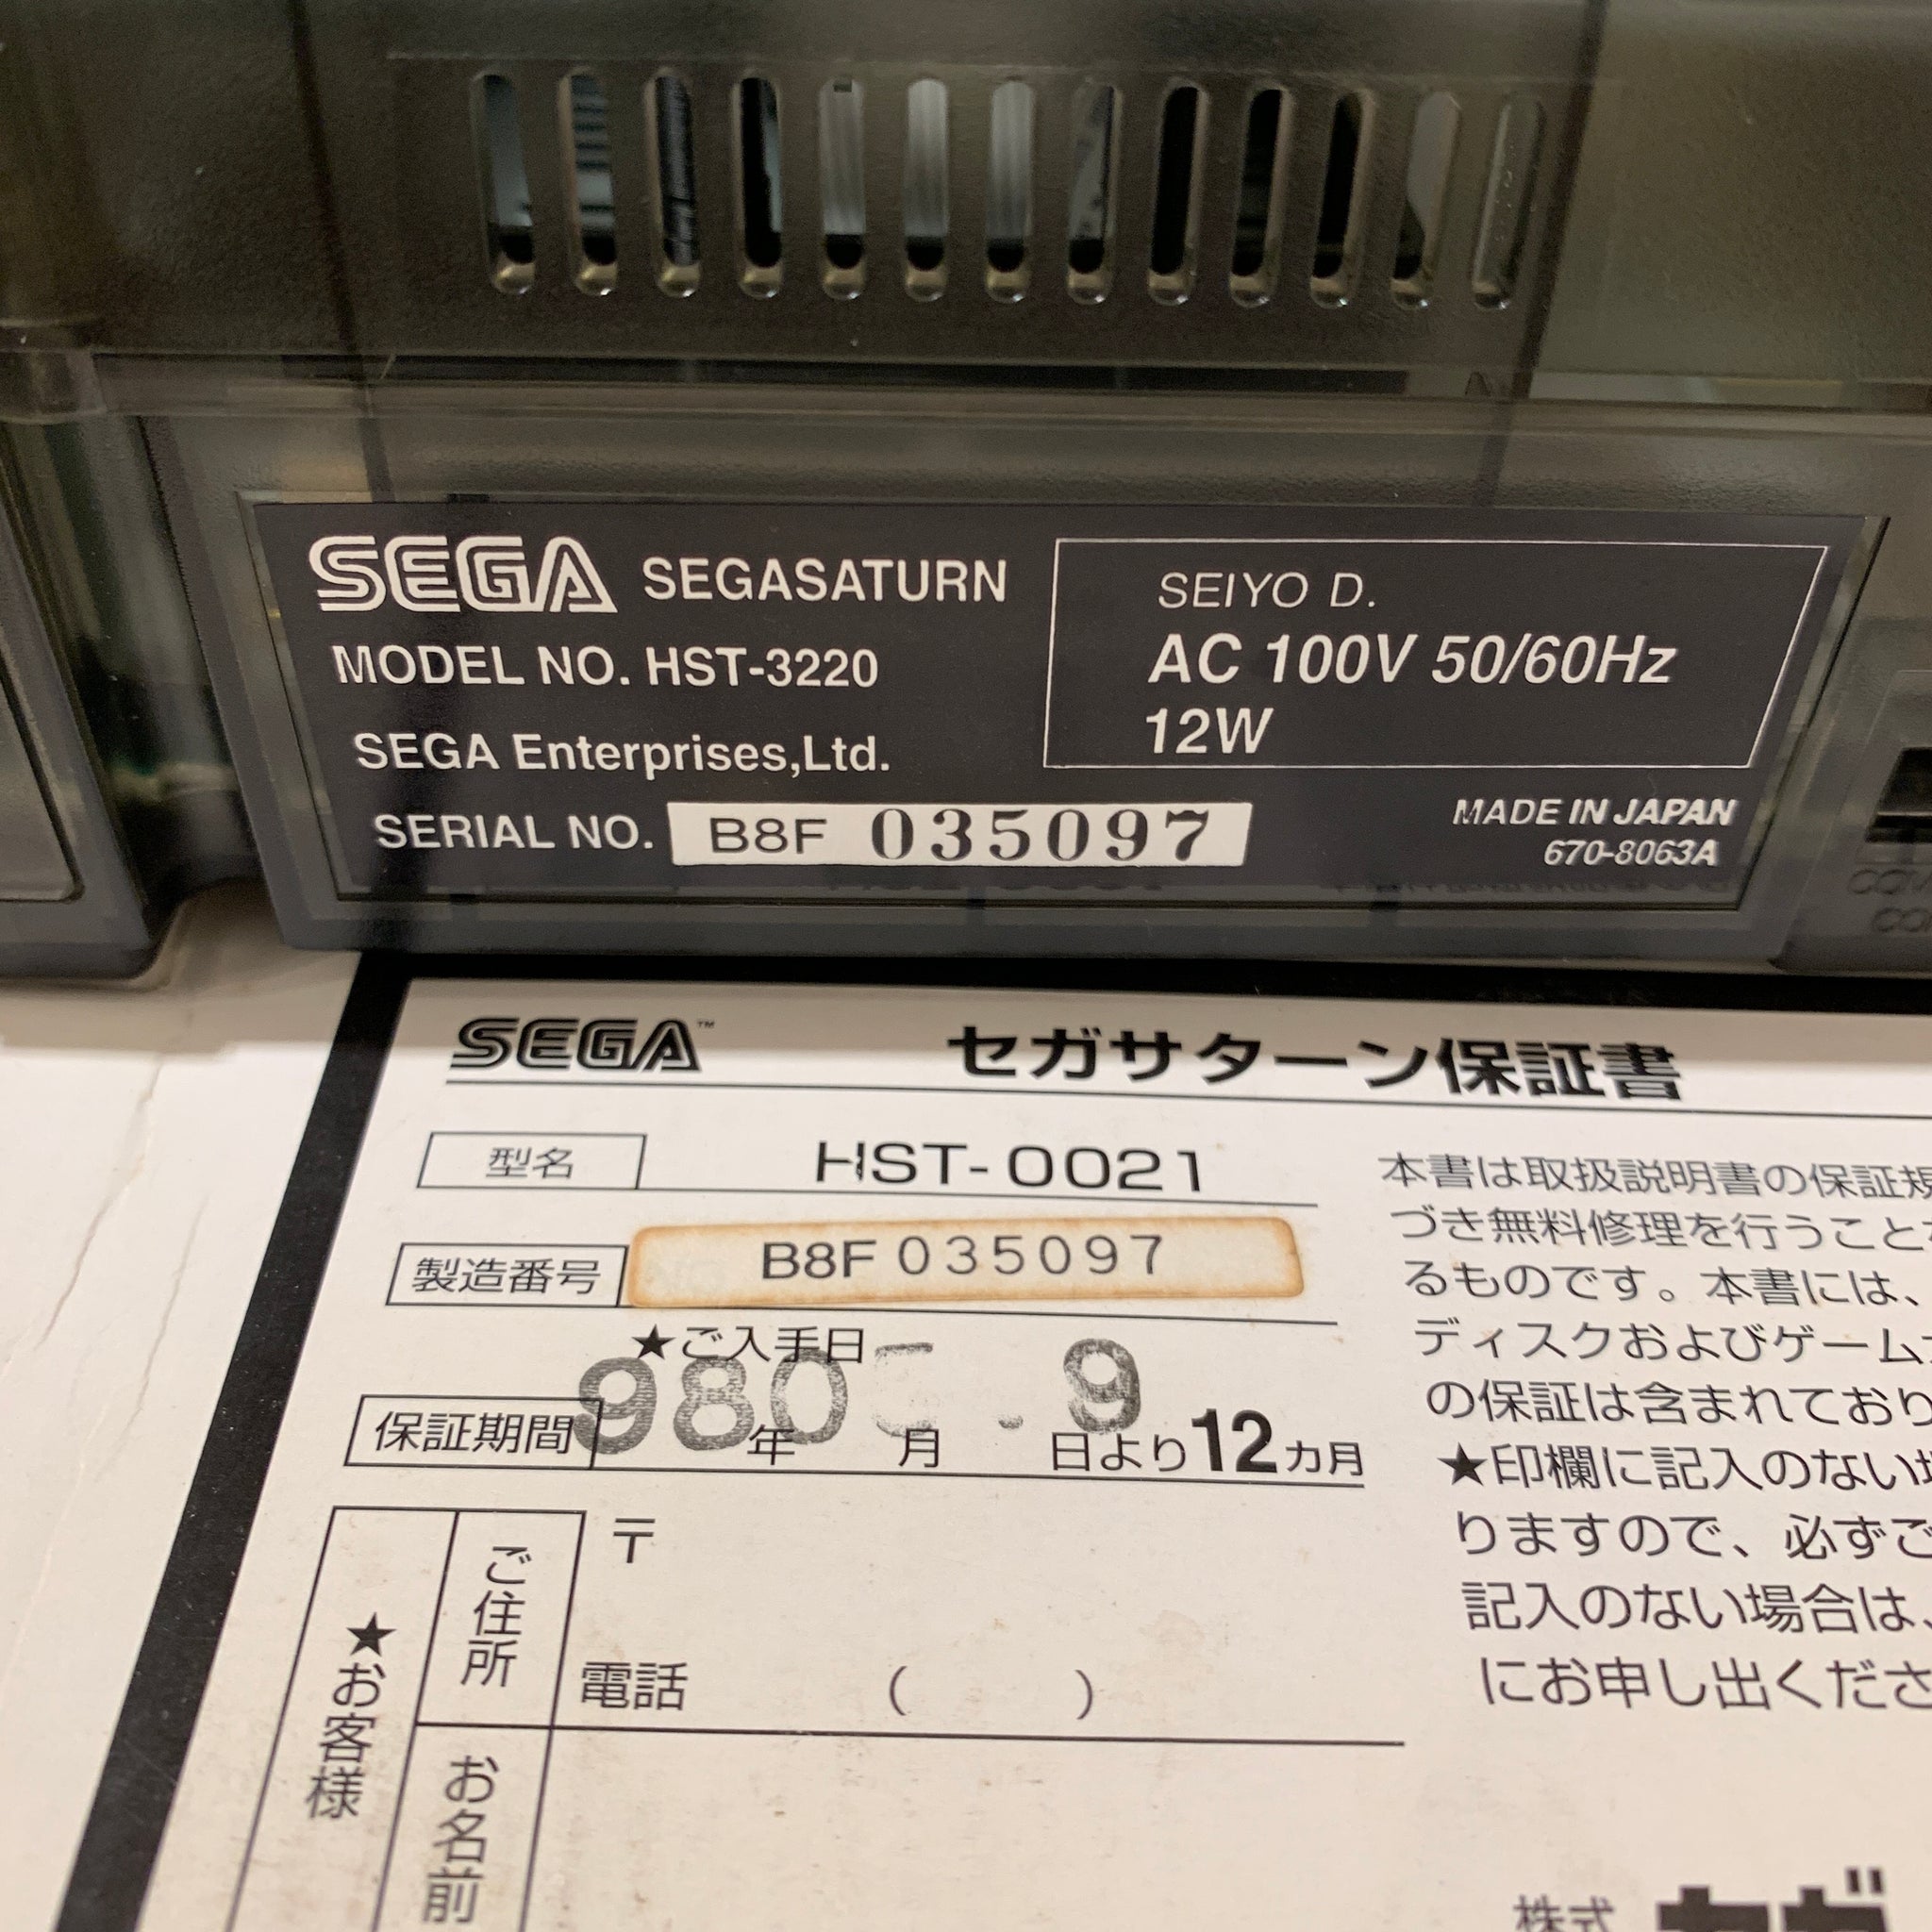 SEGA SEGASATURN
MODEL NO. HST-3220
SEGA Enterprises,Ltd.
SERIAL NO. B8F 035097
SEIYO D.
AC 100V 50/60Hz
12W
MADE IN JAPAN
670-8063A
SEGA™ セガサターン保証書
型名 HST-0021
製造番号 B8F035097
★ご入手日
980 . 9
保証期間 年 月 日より12カ月
★お客様
ご住所
〒
電話 ( )
お名前
本書は取扱説明書の保証規
づき無料修理を行うこと
るものです。本書には、
ディスクおよびゲーム
の保証は含まれており
★印欄に記入のない
りますので、必ずご
記入のない場合は、
にお申し出くださ
株式